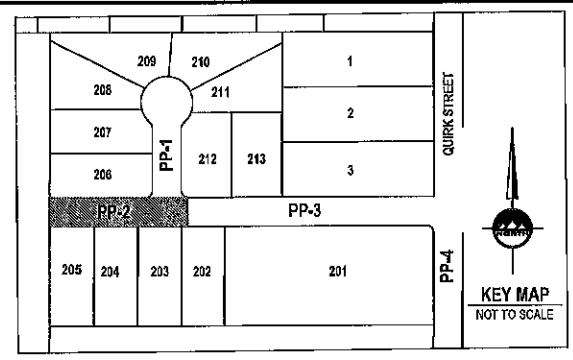 209 210 1
208 211
QUIRK STREET
207 PP-1 2
206 212 213 3
NORTH
PP-2 PP-3
205 204 203 202 201 PP-4
KEY MAP
NOT TO SCALE